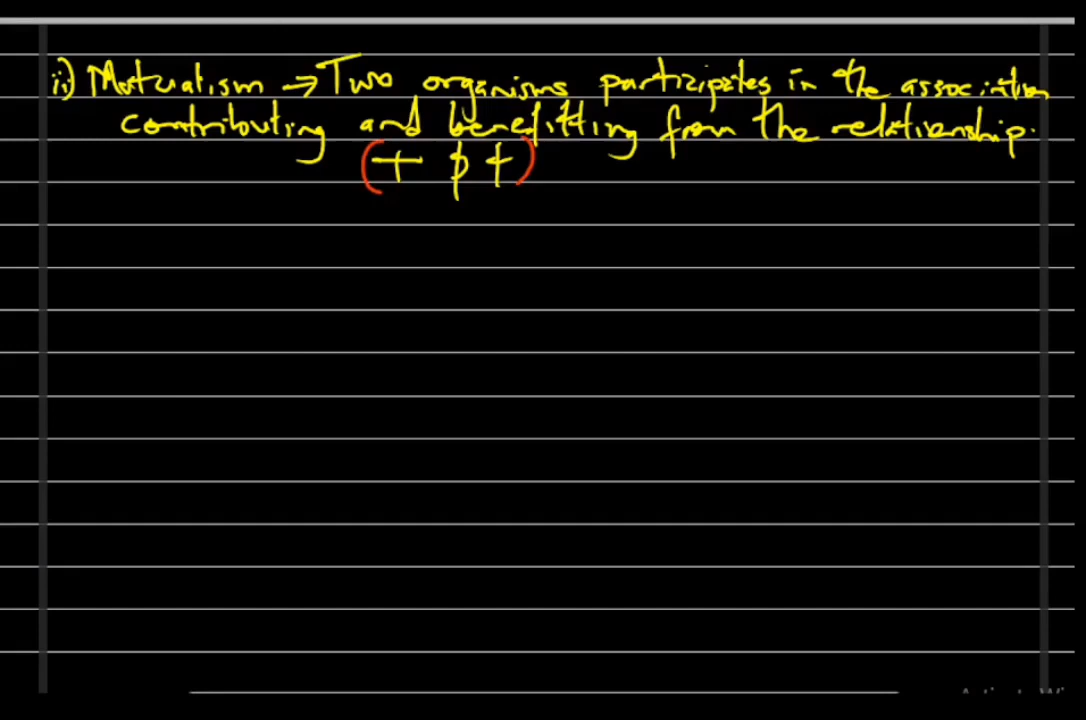 ii) Mutualism → Two organisms participates in the association
contributing and benefitting from the relationship.
(+ & +)